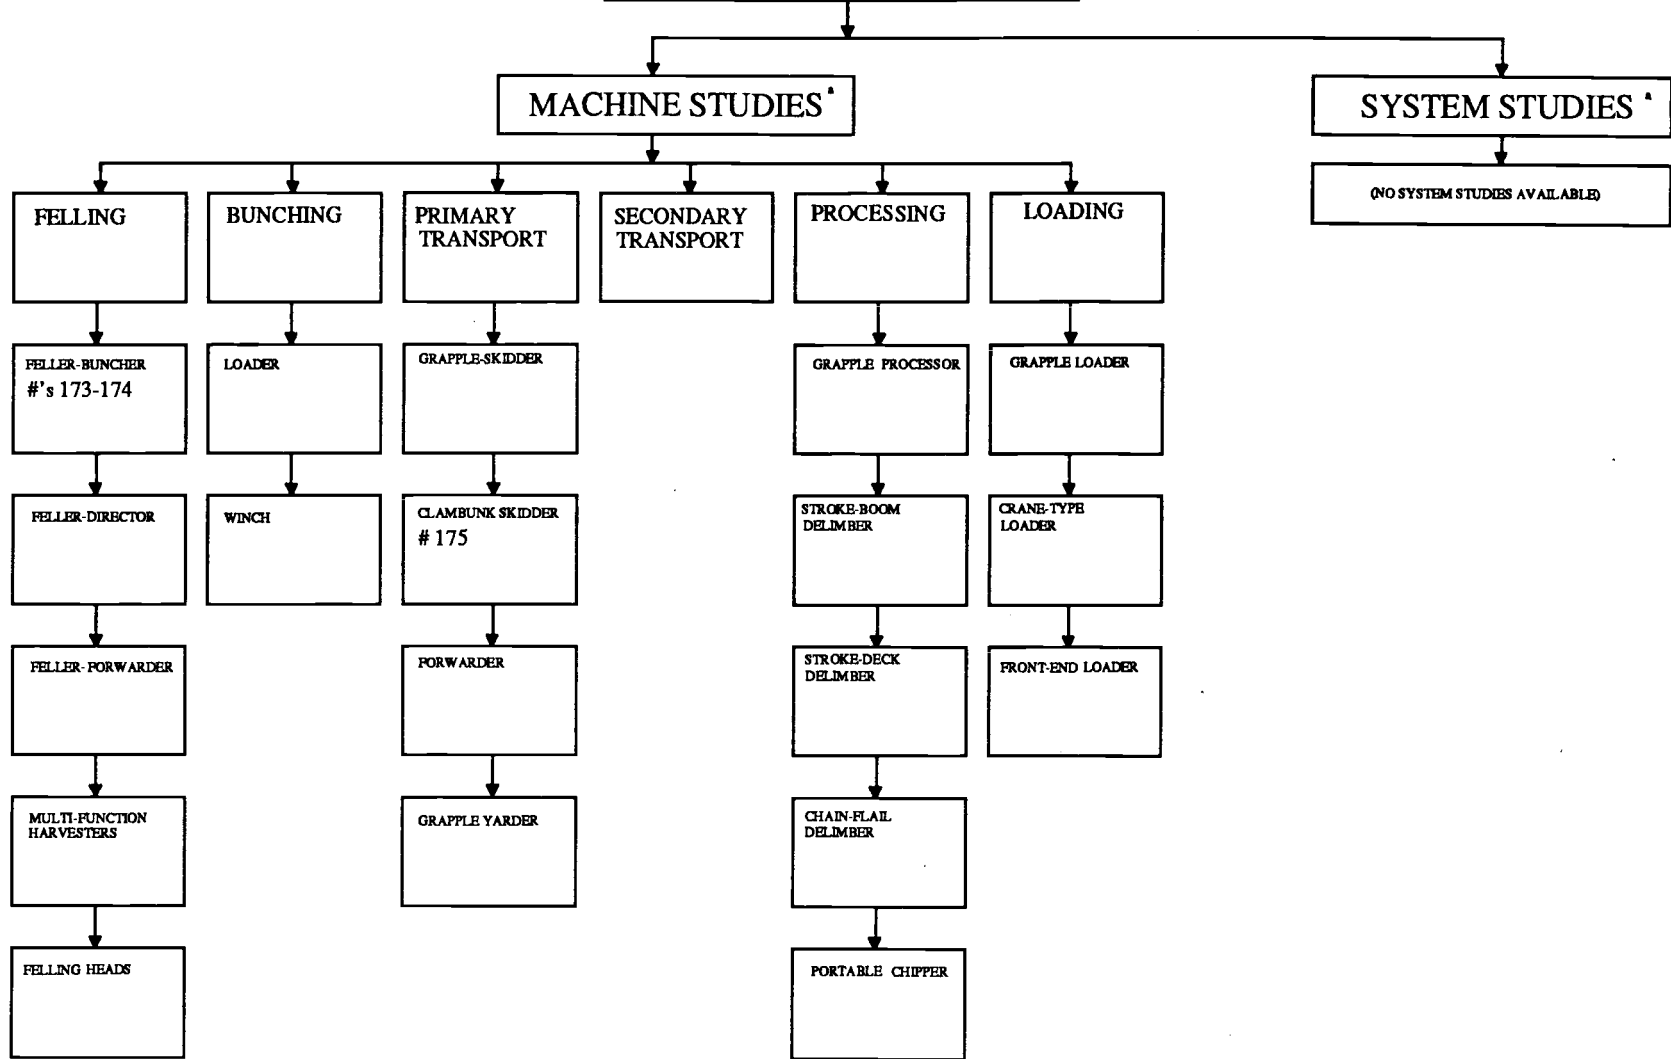 MACHINE STUDIES a
SYSTEM STUDIES a
(NO SYSTEM STUDIES AVAILABLE)
FELLING
BUNCHING
PRIMARY
TRANSPORT
SECONDARY
TRANSPORT
PROCESSING
LOADING
FELLER-BUNCHER
#'s 173-174
LOADER
GRAPPLE-SKIDDER
GRAPPLE PROCESSOR
GRAPPLE LOADER
FELLER-DIRECTOR
WINCH
CLAMBUNK SKIDDER
# 175
STROKE-BOOM
DELIMBER
CRANE-TYPE
LOADER
FELLER-FORWARDER
FORWARDER
STROKE-DECK
DELIMBER
FRONT-END LOADER
MULTI-FUNCTION
HARVESTERS
GRAPPLE YARDER
CHAIN-FLAIL
DELIMBER
FELLING HEADS
PORTABLE CHIPPER